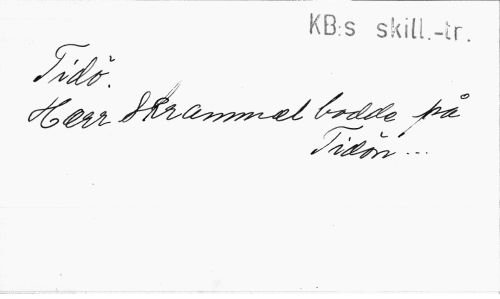 KB:s skill.-tr.
Tidö.
Herr Skrammel bodde på
Tidön...